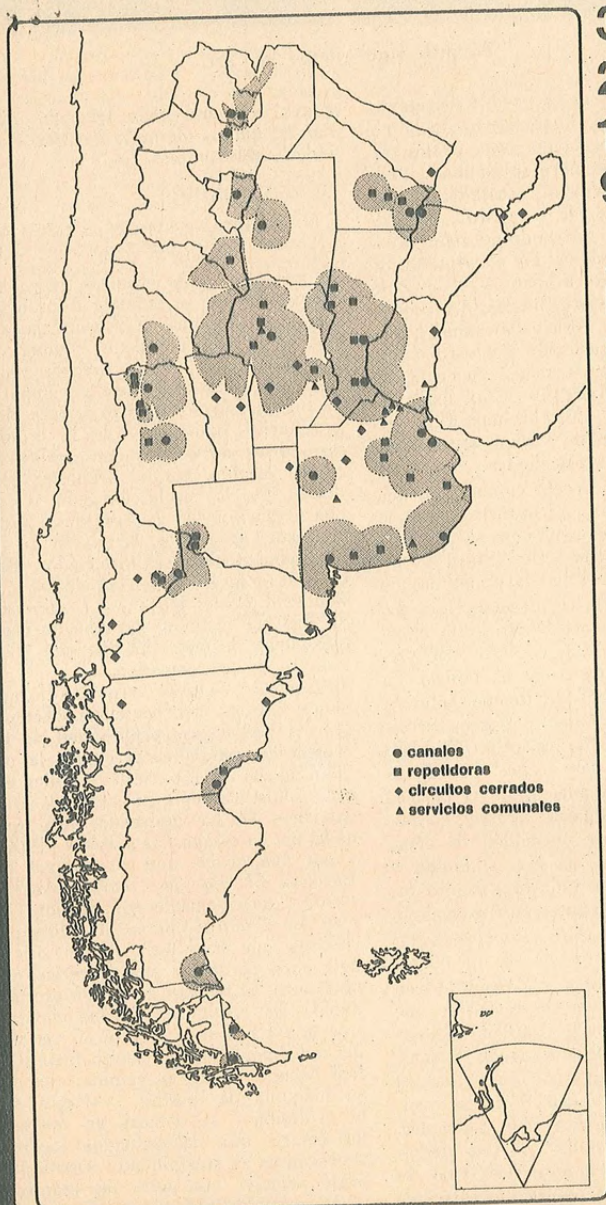 canales
repetidoras
circuitos cerrados
servicios comunales